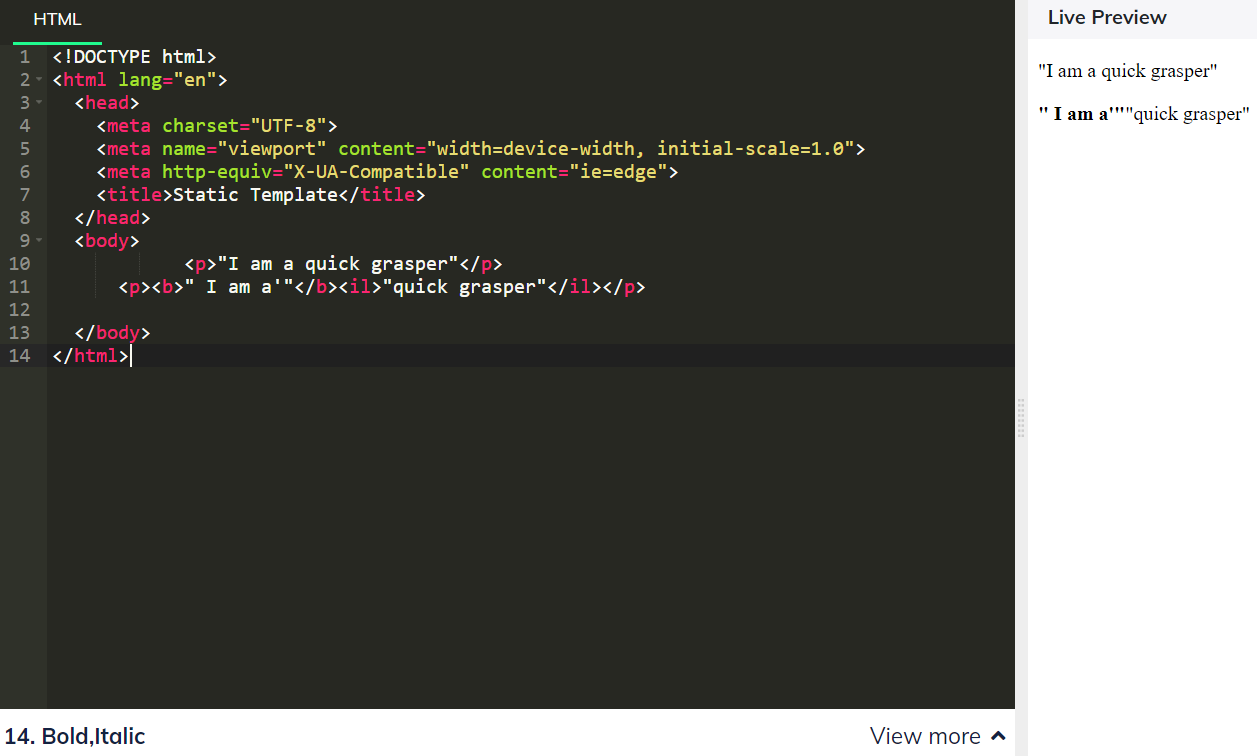 HTML
Live Preview
1 <!DOCTYPE html>
2 <html lang="en">
3 <head>
4 <meta charset="UTF-8">
5 <meta name="viewport" content="width=device-width, initial-scale=1.0">
6 <meta http-equiv="X-UA-Compatible" content="ie=edge">
7 <title>Static Template</title>
8 </head>
9 <body>
10 <p>"I am a quick grasper"</p>
11 <p><b>" I am a'"</b><il>"quick grasper"</il></p>
12
13 </body>
14 </html>
"I am a quick grasper"
" I am a'""quick grasper"
14. Bold,Italic
View more